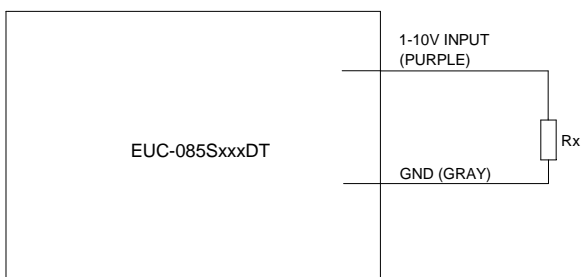 1-10V INPUT
(PURPLE)
EUC-085SxxxDT
Rx
GND (GRAY)